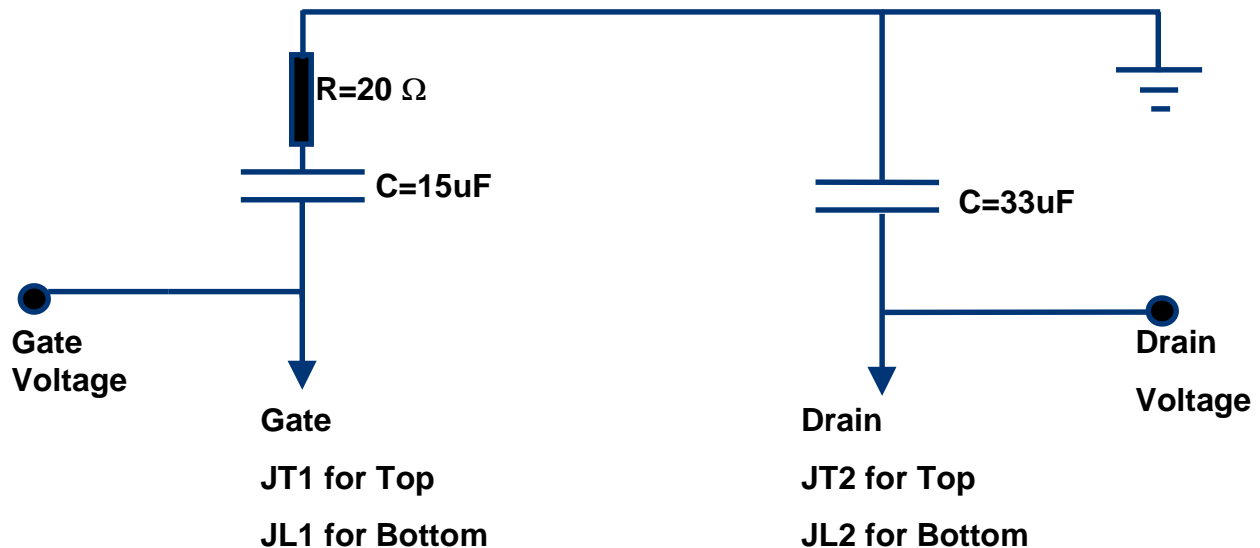 R=20 Ω
C=15uF
C=33uF
Gate
Voltage
Drain
Voltage
Gate
JT1 for Top
JL1 for Bottom
Drain
JT2 for Top
JL2 for Bottom